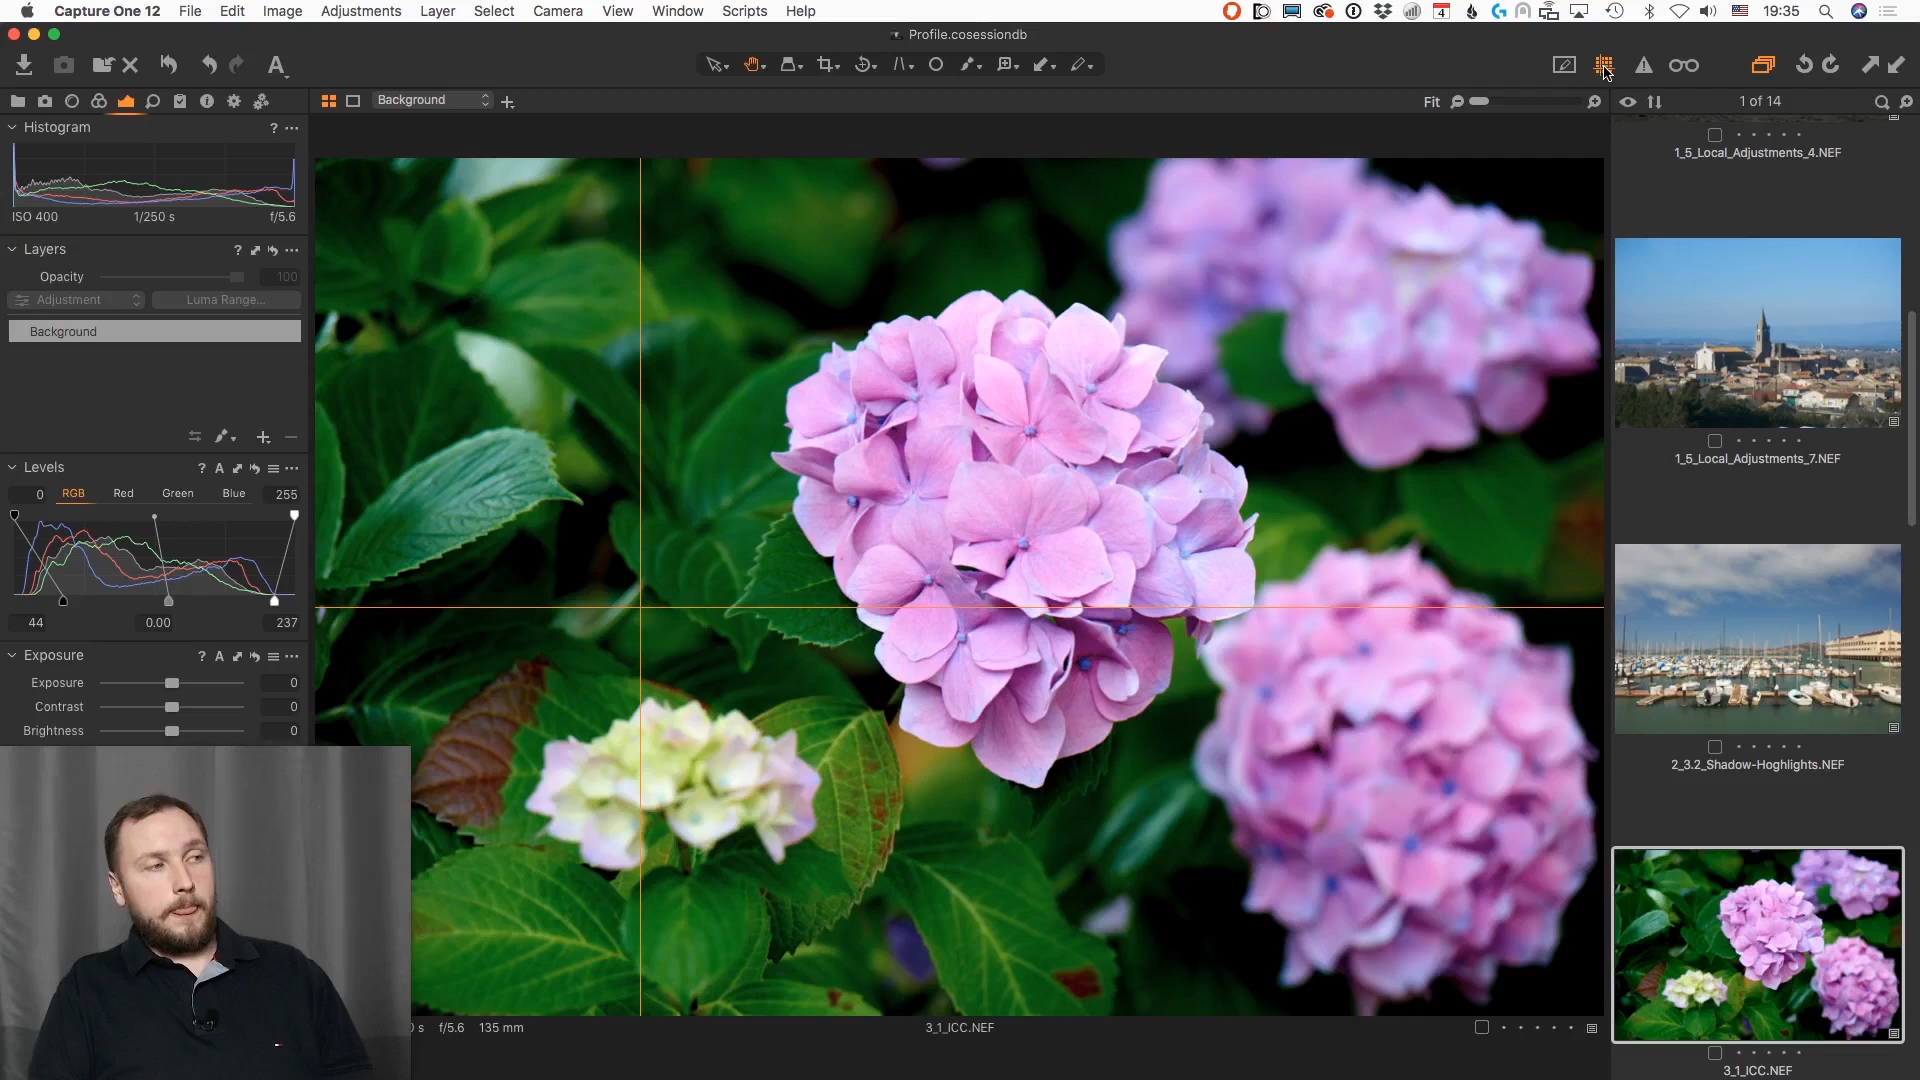 Capture One 12 File Edit Image Adjustments Layer Select Camera View Window Scripts Help 4 19:35
Profile.cosessiondb
A
Background Fit 1 of 14
Histogram ? ...
ISO 400 1/250 s f/5.6
Layers ? ...
Opacity 100
Adjustment Luma Range...
Background
Levels ? A ...
0 RGB Red Green Blue 255
44 0.00 237
Exposure ? A ...
Exposure 0
Contrast 0
Brightness 0
s f/5.6 135 mm 3_1_ICC.NEF
1_5_Local_Adjustments_4.NEF
1_5_Local_Adjustments_7.NEF
2_3.2_Shadow-Hoghlights.NEF
3_1_ICC.NEF